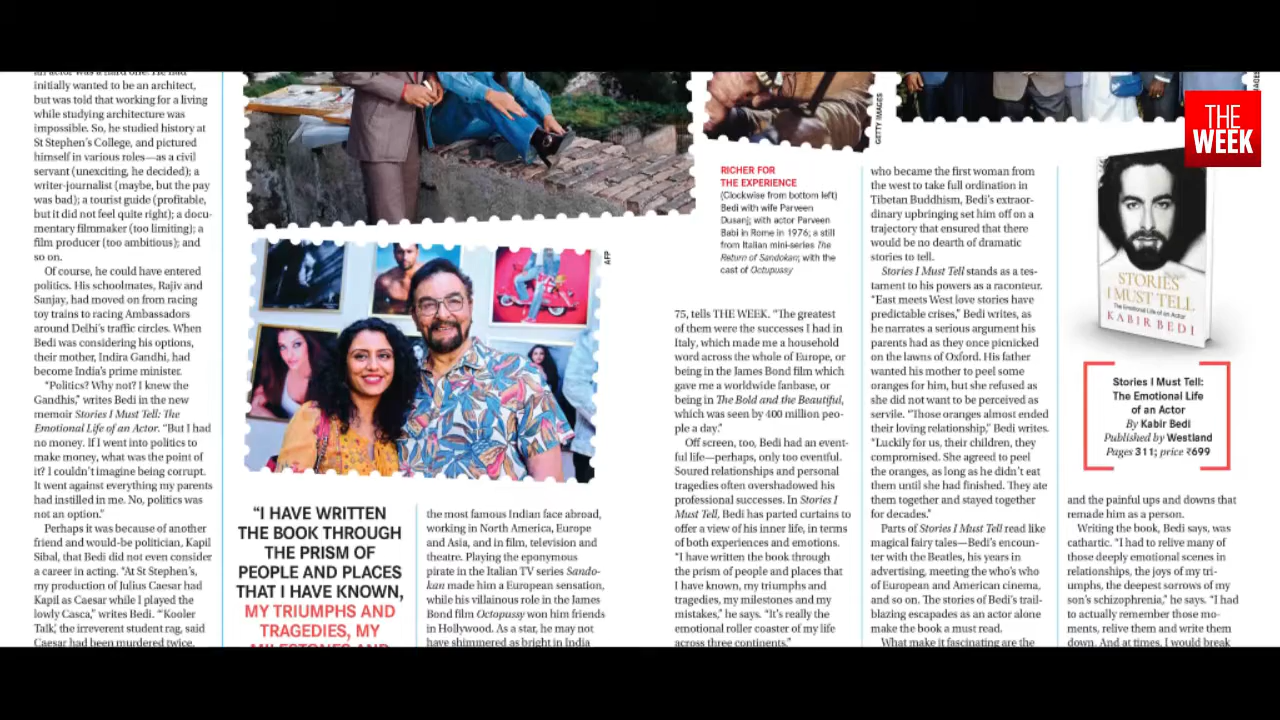 an actor was a hard one. He had
initially wanted to be an architect,
but was told that working for a living
while studying architecture was
impossible. So, he studied history at
St Stephen's College, and pictured
himself in various roles—as a civil
servant (unexciting, he decided); a
writer-journalist (maybe, but the pay
was bad); a tourist guide (profitable,
but it did not feel quite right); a docu-
mentary filmmaker (too limiting); a
film producer (too ambitious); and
so on.
Of course, he could have entered
politics. His schoolmates, Rajiv and
Sanjay, had moved on from racing
toy trains to racing Ambassadors
around Delhi's traffic circles. When
Bedi was considering his options,
their mother, Indira Gandhi, had
become India's prime minister.
"Politics? Why not? I knew the
Gandhis," writes Bedi in the new
memoir Stories I Must Tell: The
Emotional Life of an Actor. "But I had
no money. If I went into politics to
make money, what was the point of
it? I couldn't imagine being corrupt.
It went against everything my parents
had instilled in me. No, politics was
not an option."
Perhaps it was because of another
friend and would-be politician, Kapil
Sibal, that Bedi did not even consider
a career in acting. "At St Stephen's,
my production of Julius Caesar had
Kapil as Caesar while I played the
lowly Casca," writes Bedi. "'Kooler
Talk,' the irreverent student rag, said
Caesar had been murdered twice.
AFP
"I HAVE WRITTEN
THE BOOK THROUGH
THE PRISM OF
PEOPLE AND PLACES
THAT I HAVE KNOWN,
MY TRIUMPHS AND
TRAGEDIES, MY
MILESTONES AND
the most famous Indian face abroad,
working in North America, Europe
and Asia, and in film, television and
theatre. Playing the eponymous
pirate in the Italian TV series Sando-
kan made him a European sensation,
while his villainous role in the James
Bond film Octopussy won him friends
in Hollywood. As a star, he may not
have shimmered as bright in India
GETTY IMAGES
RICHER FOR
THE EXPERIENCE
(Clockwise from bottom left)
Bedi with wife Parveen
Dusanj; with actor Parveen
Babi in Rome in 1976; a still
from Italian mini-series The
Return of Sandokan; with the
cast of Octopussy
75, tells THE WEEK. "The greatest
of them were the successes I had in
Italy, which made me a household
word across the whole of Europe, or
being in the James Bond film which
gave me a worldwide fanbase, or
being in The Bold and the Beautiful,
which was seen by 400 million peo-
ple a day."
Off screen, too, Bedi had an event-
ful life—perhaps, only too eventful.
Soured relationships and personal
tragedies often overshadowed his
professional successes. In Stories I
Must Tell, Bedi has parted curtains to
offer a view of his inner life, in terms
of both experiences and emotions.
"I have written the book through
the prism of people and places that
I have known, my triumphs and
tragedies, my milestones and my
mistakes," he says. "It's really the
emotional roller coaster of my life
across three continents."
who became the first woman from
the west to take full ordination in
Tibetan Buddhism, Bedi's extraor-
dinary upbringing set him off on a
trajectory that ensured that there
would be no dearth of dramatic
stories to tell.
Stories I Must Tell stands as a tes-
tament to his powers as a raconteur.
"East meets West love stories have
predictable crises," Bedi writes, as
he narrates a serious argument his
parents had as they once picnicked
on the lawns of Oxford. His father
wanted his mother to peel some
oranges for him, but she refused as
she did not want to be perceived as
servile. "Those oranges almost ended
their loving relationship," Bedi writes.
"Luckily for us, their children, they
compromised. She agreed to peel
the oranges, as long as he didn't eat
them until she had finished. They ate
them together and stayed together
for decades."
Parts of Stories I Must Tell read like
magical fairy tales—Bedi's encoun-
ter with the Beatles, his years in
advertising, meeting the who's who
of European and American cinema,
and so on. The stories of Bedi's trail-
blazing escapades as an actor alone
make the book a must read.
What make it fascinating are the
THE
WEEK
STORIES
I MUST TELL
The Emotional Life of an Actor
KABIR BEDI
Stories I Must Tell:
The Emotional Life
of an Actor
By Kabir Bedi
Published by Westland
Pages 311; price ₹699
and the painful ups and downs that
remade him as a person.
Writing the book, Bedi says, was
cathartic. "I had to relive many of
those deeply emotional scenes in
relationships, the joys of my tri-
umphs, the deepest sorrows of my
son's schizophrenia," he says. "I had
to actually remember those mo-
ments, relive them and write them
down. And at times, I would break